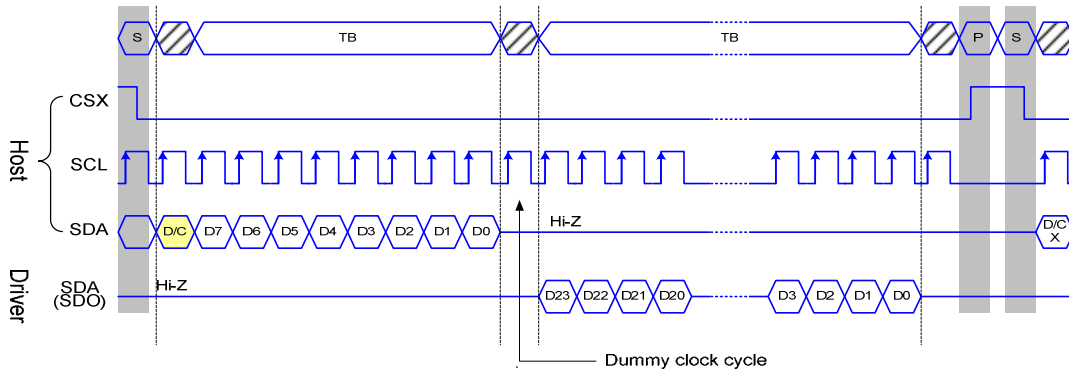 S TB TB P S
CSX
Host
SCL
SDA D/C D7 D6 D5 D4 D3 D2 D1 D0 Hi-Z D/C X
Driver
SDA (SDO) Hi-Z D23 D22 D21 D20 D3 D2 D1 D0
Dummy clock cycle